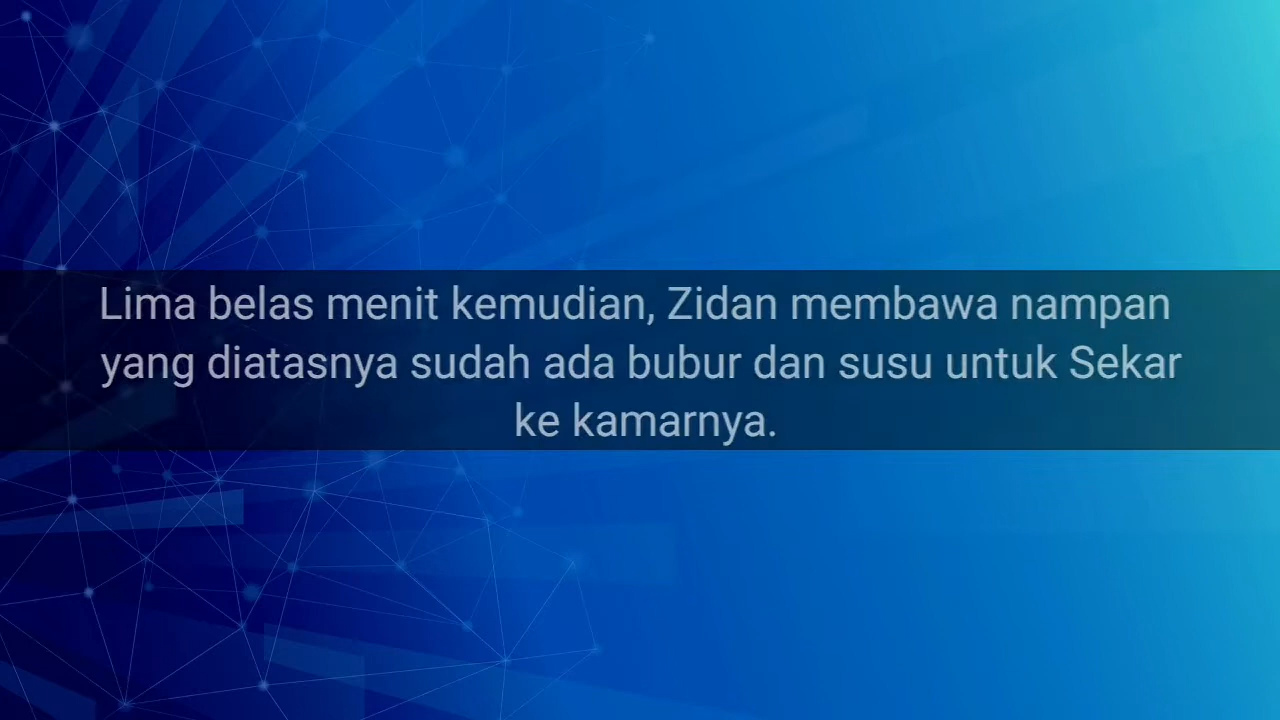 Lima belas menit kemudian, Zidan membawa nampan
yang diatasnya sudah ada bubur dan susu untuk Sekar
ke kamarnya.